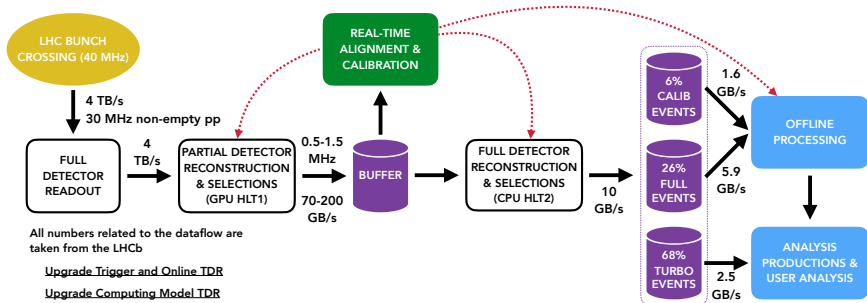 LHC BUNCH
CROSSING (40 MHz)
4 TB/s
30 MHz non-empty pp
FULL
DETECTOR
READOUT
4
TB/s
PARTIAL DETECTOR
RECONSTRUCTION
& SELECTIONS
(GPU HLT1)
0.5-1.5
MHz
70-200
GB/s
REAL-TIME
ALIGNMENT &
CALIBRATION
BUFFER
FULL DETECTOR
RECONSTRUCTION
& SELECTIONS
(CPU HLT2)
10
GB/s
6%
CALIB
EVENTS
26%
FULL
EVENTS
68%
TURBO
EVENTS
1.6
GB/s
5.9
GB/s
2.5
GB/s
OFFLINE
PROCESSING
ANALYSIS
PRODUCTIONS &
USER ANALYSIS
All numbers related to the dataflow are
taken from the LHCb
Upgrade Trigger and Online TDR
Upgrade Computing Model TDR